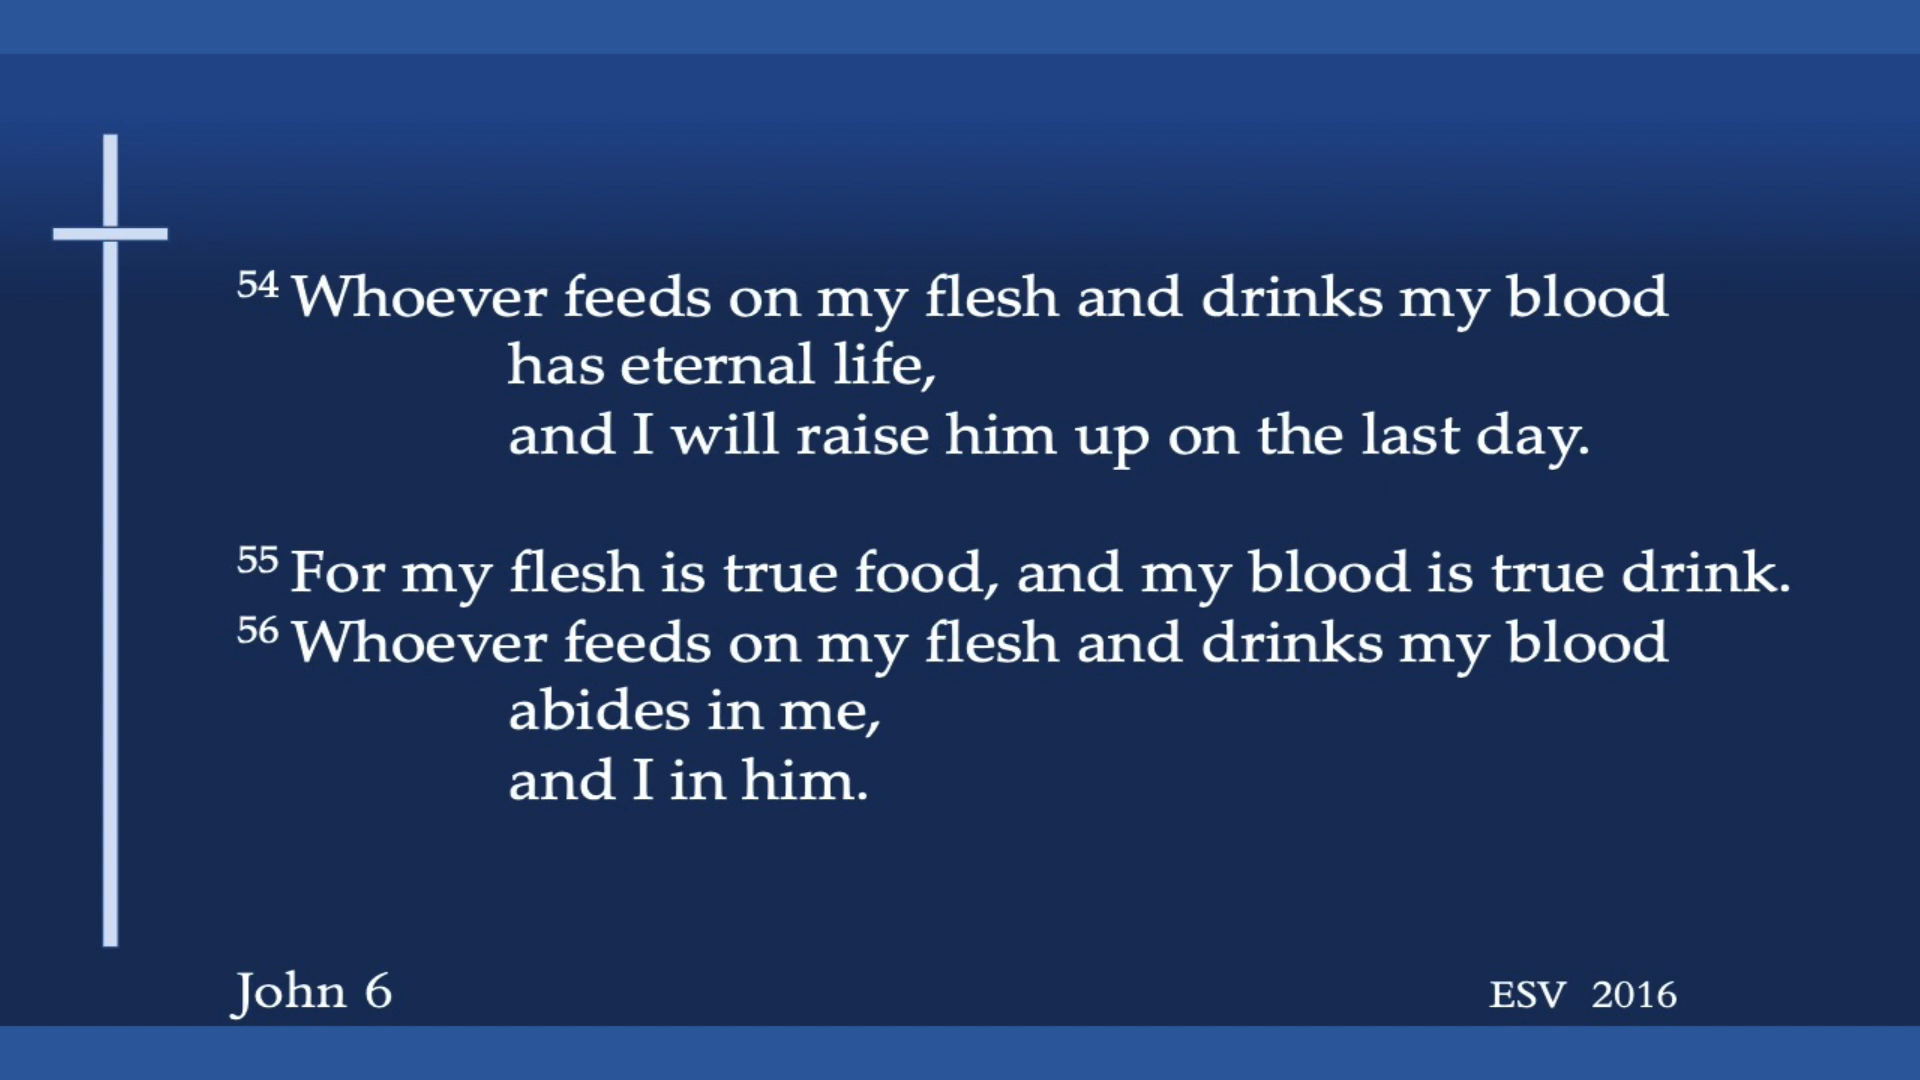 54 Whoever feeds on my flesh and drinks my blood
has eternal life,
and I will raise him up on the last day.
55 For my flesh is true food, and my blood is true drink.
56 Whoever feeds on my flesh and drinks my blood
abides in me,
and I in him.
John 6
ESV 2016